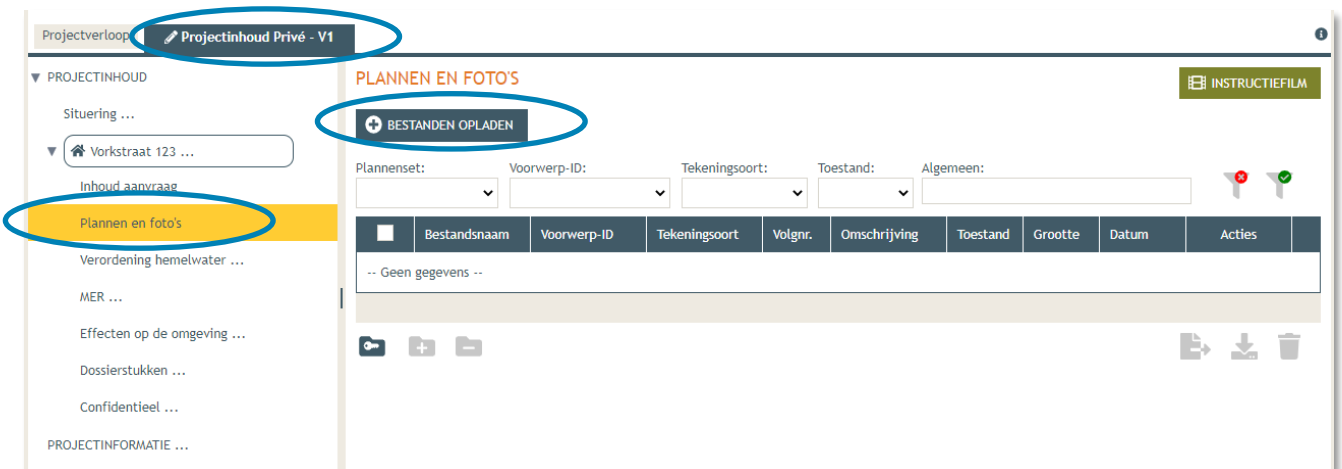 Projectverloop
Projectinhoud Privé - V1
PROJECTINHOUD
Situering ...
Vorkstraat 123 ...
Inhoud aanvraag
Plannen en foto's
Verordening hemelwater ...
MER ...
Effecten op de omgeving ...
Dossierstukken ...
Confidentieel ...
PROJECTINFORMATIE ...
PLANNEN EN FOTO'S
INSTRUCTIEFILM
BESTANDEN OPLADEN
Plannenset: Voorwerp-ID: Tekeningsoort: Toestand: Algemeen:
Bestandsnaam Voorwerp-ID Tekeningsoort Volgnr. Omschrijving Toestand Grootte Datum Acties
-- Geen gegevens --